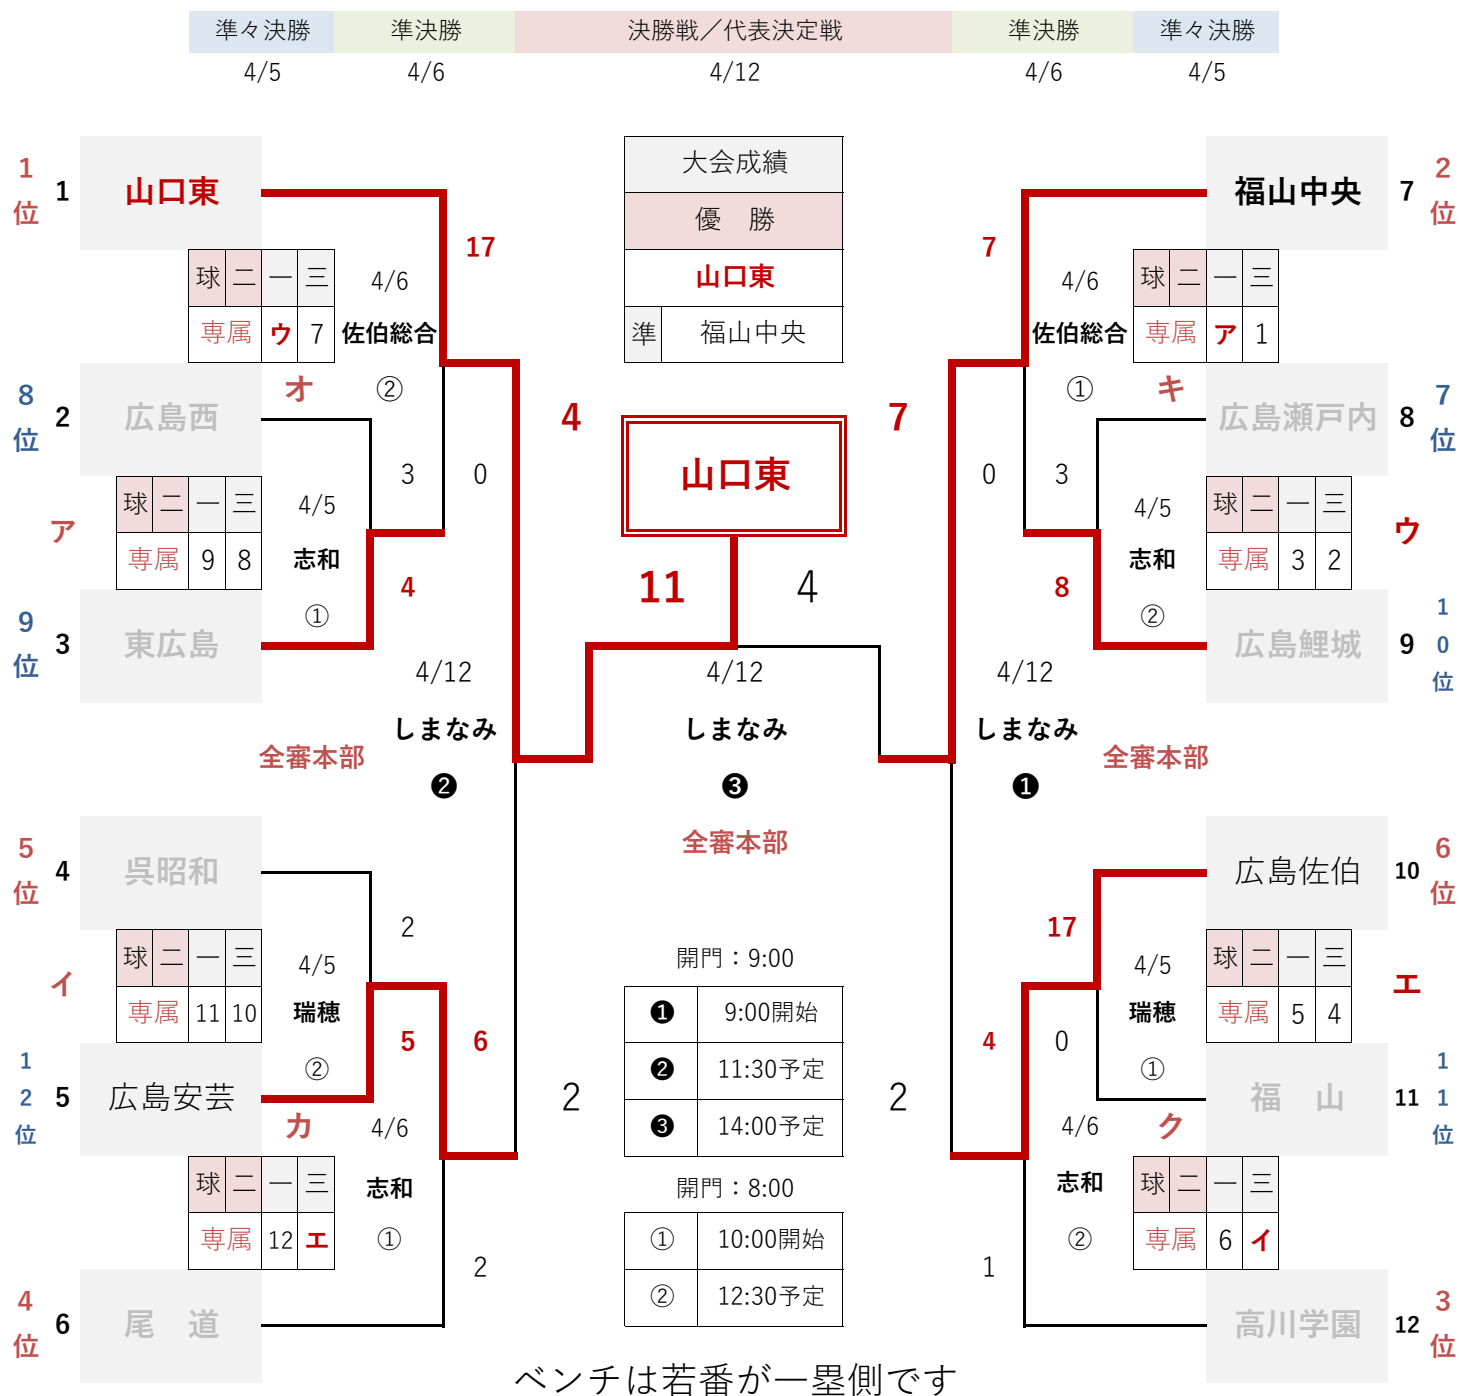 準々決勝 準決勝 決勝戦／代表決定戦 準決勝 準々決勝
4/5 4/6 4/12 4/6 4/5
1位 1 山口東
17
球 二 一 三
専属 ウ 7
4/6
佐伯総合
②
オ
8位 2 広島西
3 0
ア
球 二 一 三
専属 9 8
4/5
志和
①
4
9位 3 東広島
4/12
しまなみ
❷
全審本部
5位 4 呉昭和
2
イ
球 二 一 三
専属 11 10
4/5
瑞穂
②
5 6
12位 5 広島安芸
カ
4/6
志和
①
球 二 一 三
専属 12 エ
2
4位 6 尾　道
大会成績
優　勝
山口東
準 福山中央
4 7
山口東
11 4
4/12
しまなみ
❸
全審本部
2 2
開門：9:00
❶ 9:00開始
❷ 11:30予定
❸ 14:00予定
開門：8:00
① 10:00開始
② 12:30予定
福山中央 7 2位
7
4/6
佐伯総合
①
球 二 一 三
専属 ア 1
キ
広島瀬戸内 8 7位
0 3
4/5
志和
②
球 二 一 三
専属 3 2
ウ
8
広島鯉城 9 10位
4/12
しまなみ
❶
全審本部
広島佐伯 10 6位
17
4/5
瑞穂
①
球 二 一 三
専属 5 4
エ
4 0
福　山 11 11位
ク
4/6
志和
②
球 二 一 三
専属 6 イ
1
高川学園 12 3位
ベンチは若番が一塁側です